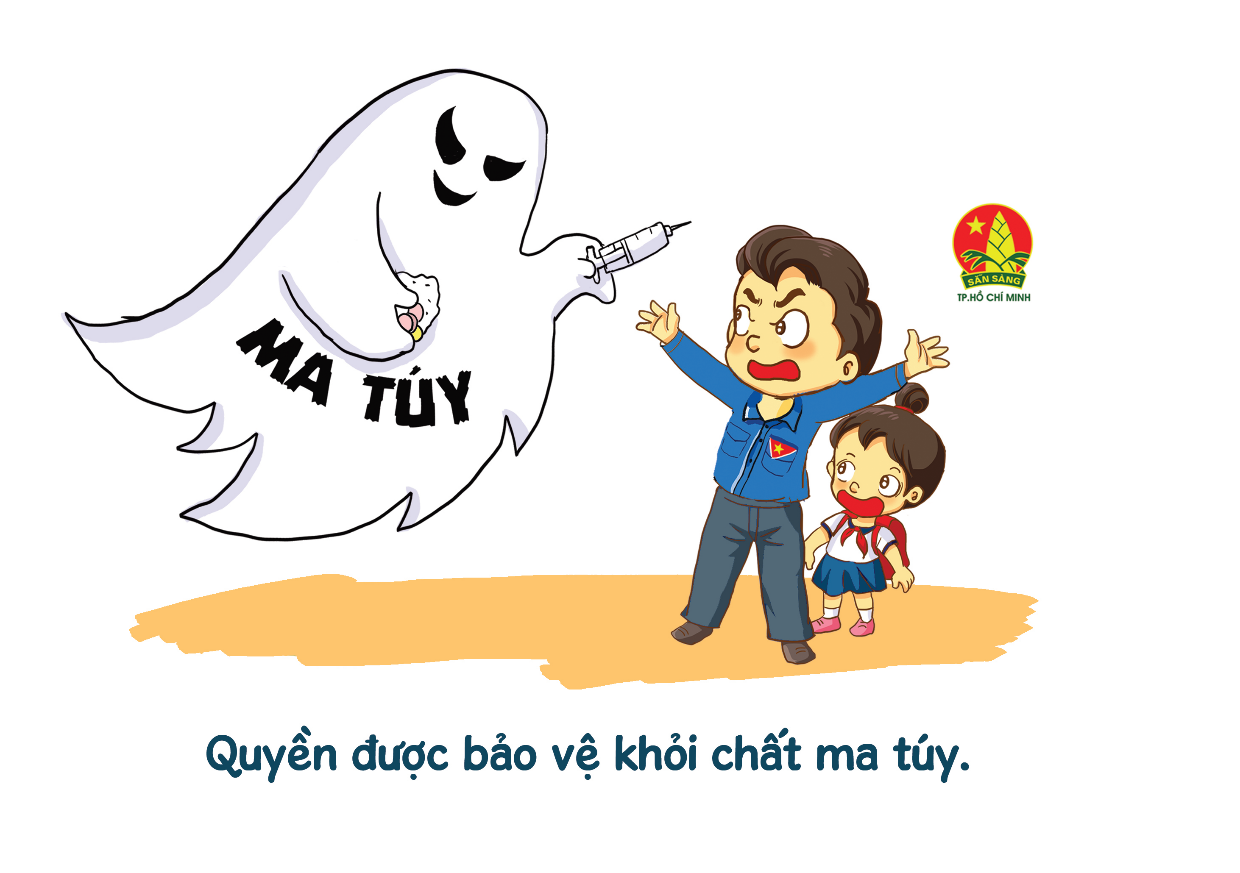 SẴN SÀNG
TP.HỒ CHÍ MINH
MA TÚY
Quyền được bảo vệ khỏi chất ma túy.